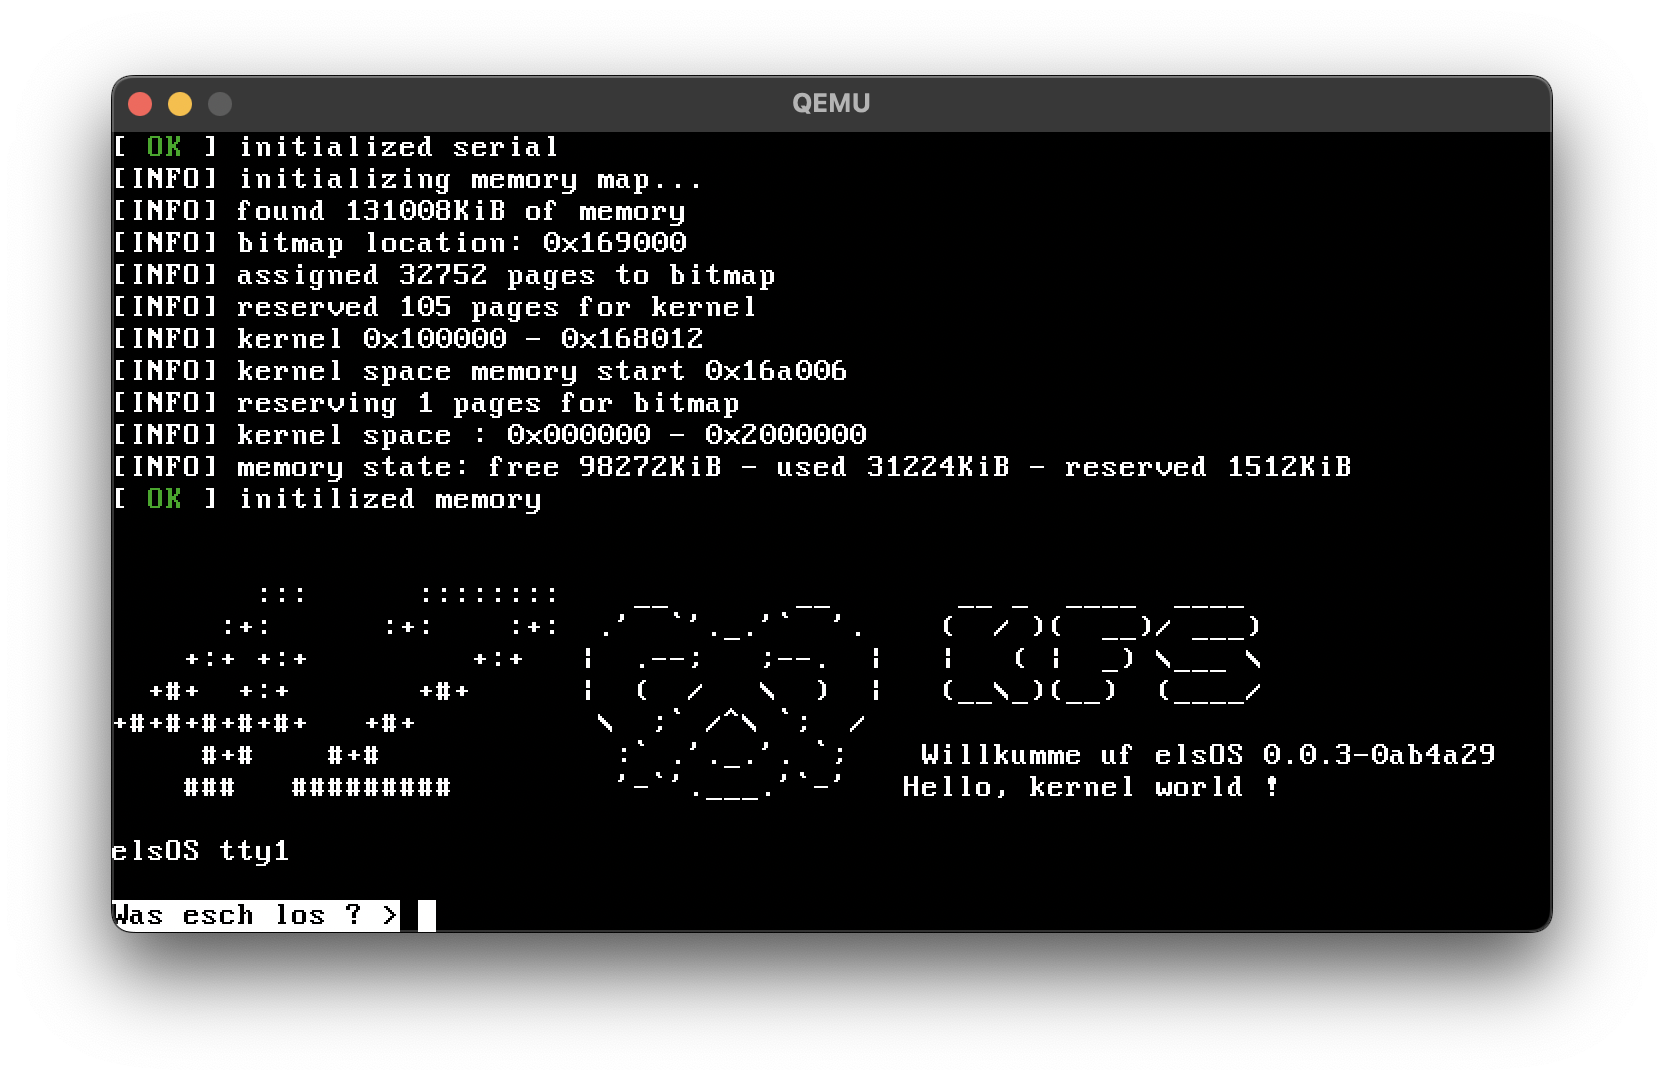 QEMU
[ OK ] initialized serial
[INFO] initializing memory map...
[INFO] found 131008KiB of memory
[INFO] bitmap location: 0x169000
[INFO] assigned 32752 pages to bitmap
[INFO] reserved 105 pages for kernel
[INFO] kernel 0x100000 - 0x168012
[INFO] kernel space memory start 0x16a006
[INFO] reserving 1 pages for bitmap
[INFO] kernel space : 0x000000 - 0x2000000
[INFO] memory state: free 98272KiB - used 31224KiB - reserved 1512KiB
[ OK ] initilized memory
42 KFS
Willkumme uf elsOS 0.0.3-0ab4a29
Hello, kernel world !
elsOS tty1
Was esch los ? >